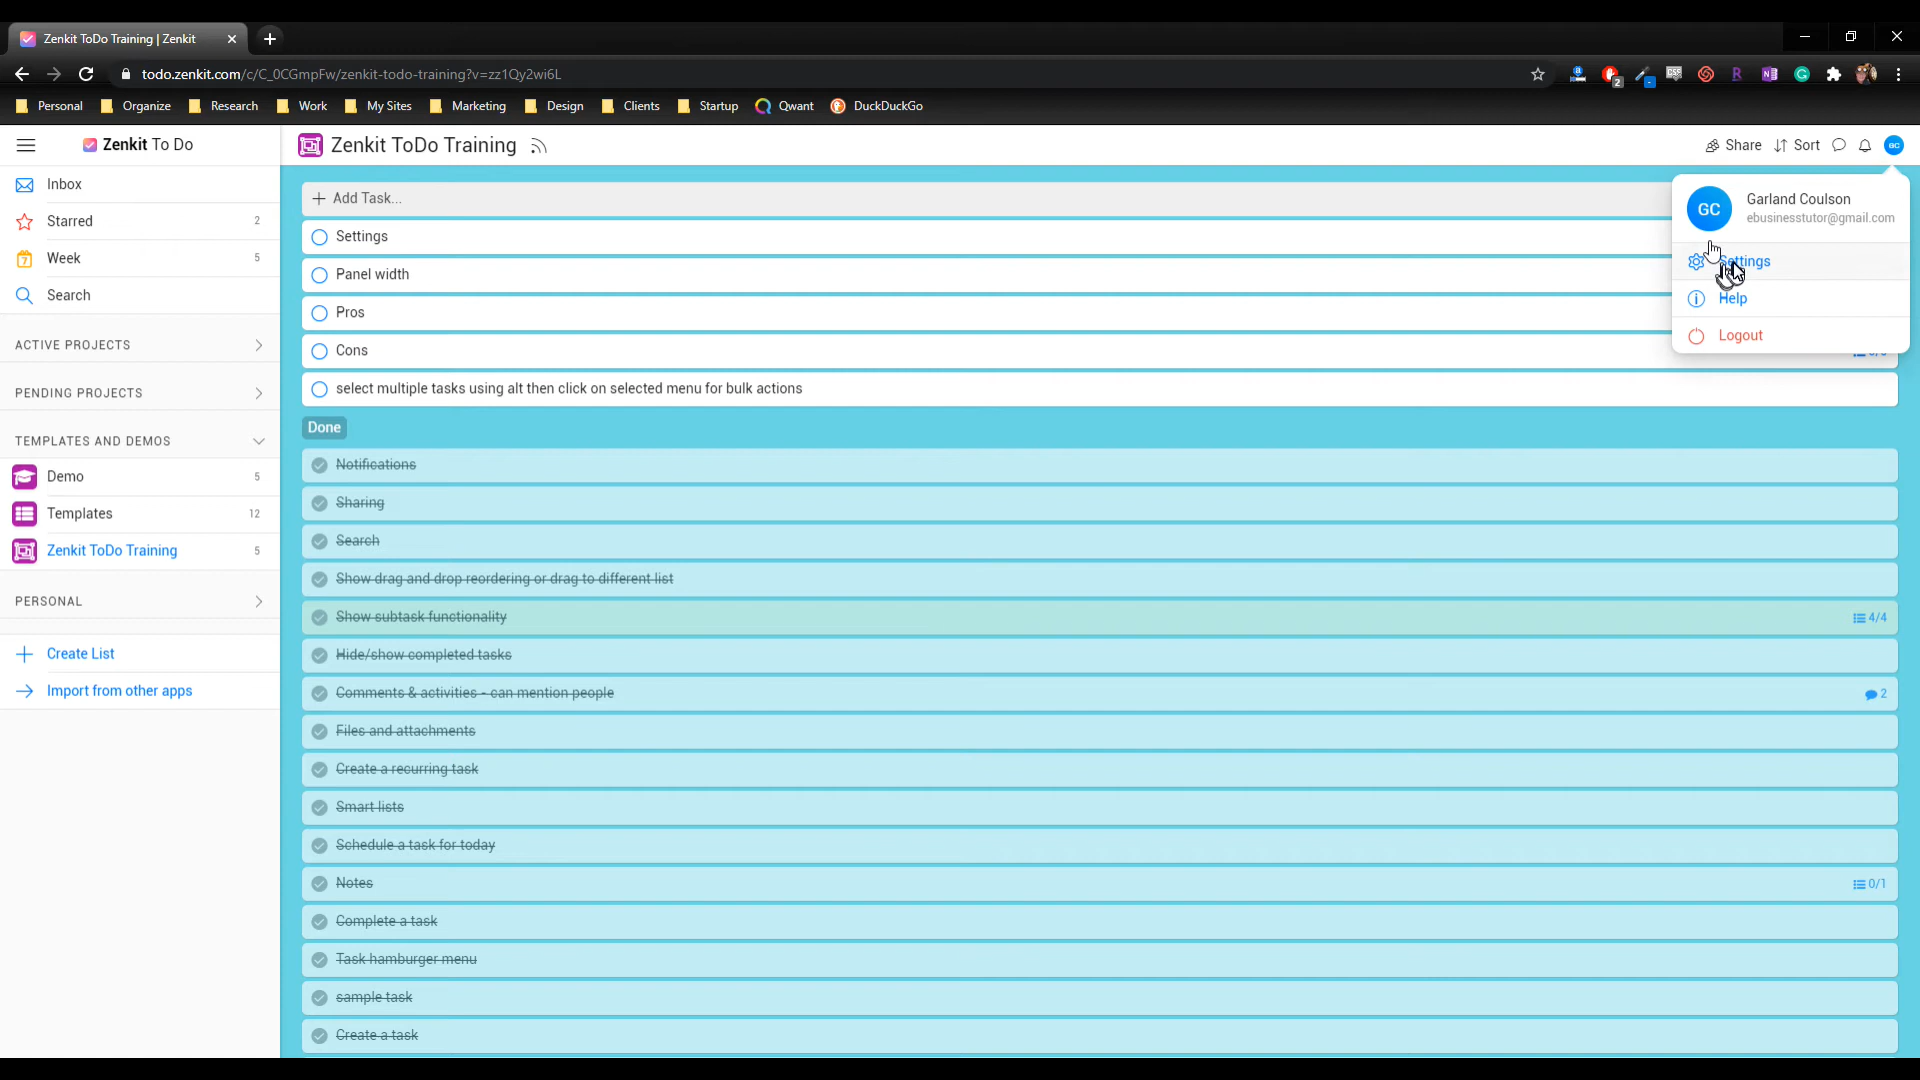 Zenkit ToDo Training | Zenkit
todo.zenkit.com/c/C_0CGmpFw/zenkit-todo-training?v=zz1Qy2wi6L
2
Personal
Organize
Research
Work
My Sites
Marketing
Design
Clients
Startup
Qwant
DuckDuckGo
Zenkit To Do
Zenkit ToDo Training
Share
Sort
GC
Inbox
Starred 2
7 Week 5
Search
ACTIVE PROJECTS
PENDING PROJECTS
TEMPLATES AND DEMOS
Demo 5
Templates 12
Zenkit ToDo Training 5
PERSONAL
Create List
Import from other apps
Add Task...
Settings
Panel width
Pros
Cons
select multiple tasks using alt then click on selected menu for bulk actions
Done
Notifications
Sharing
Search
Show drag and drop reordering or drag to different list
Show subtask functionality 4/4
Hide/show completed tasks
Comments & activities - can mention people 2
Files and attachments
Create a recurring task
Smart lists
Schedule a task for today
Notes 0/1
Complete a task
Task hamburger menu
sample task
Create a task
GC
Garland Coulson
ebusinesstutor@gmail.com
Settings
Help
Logout